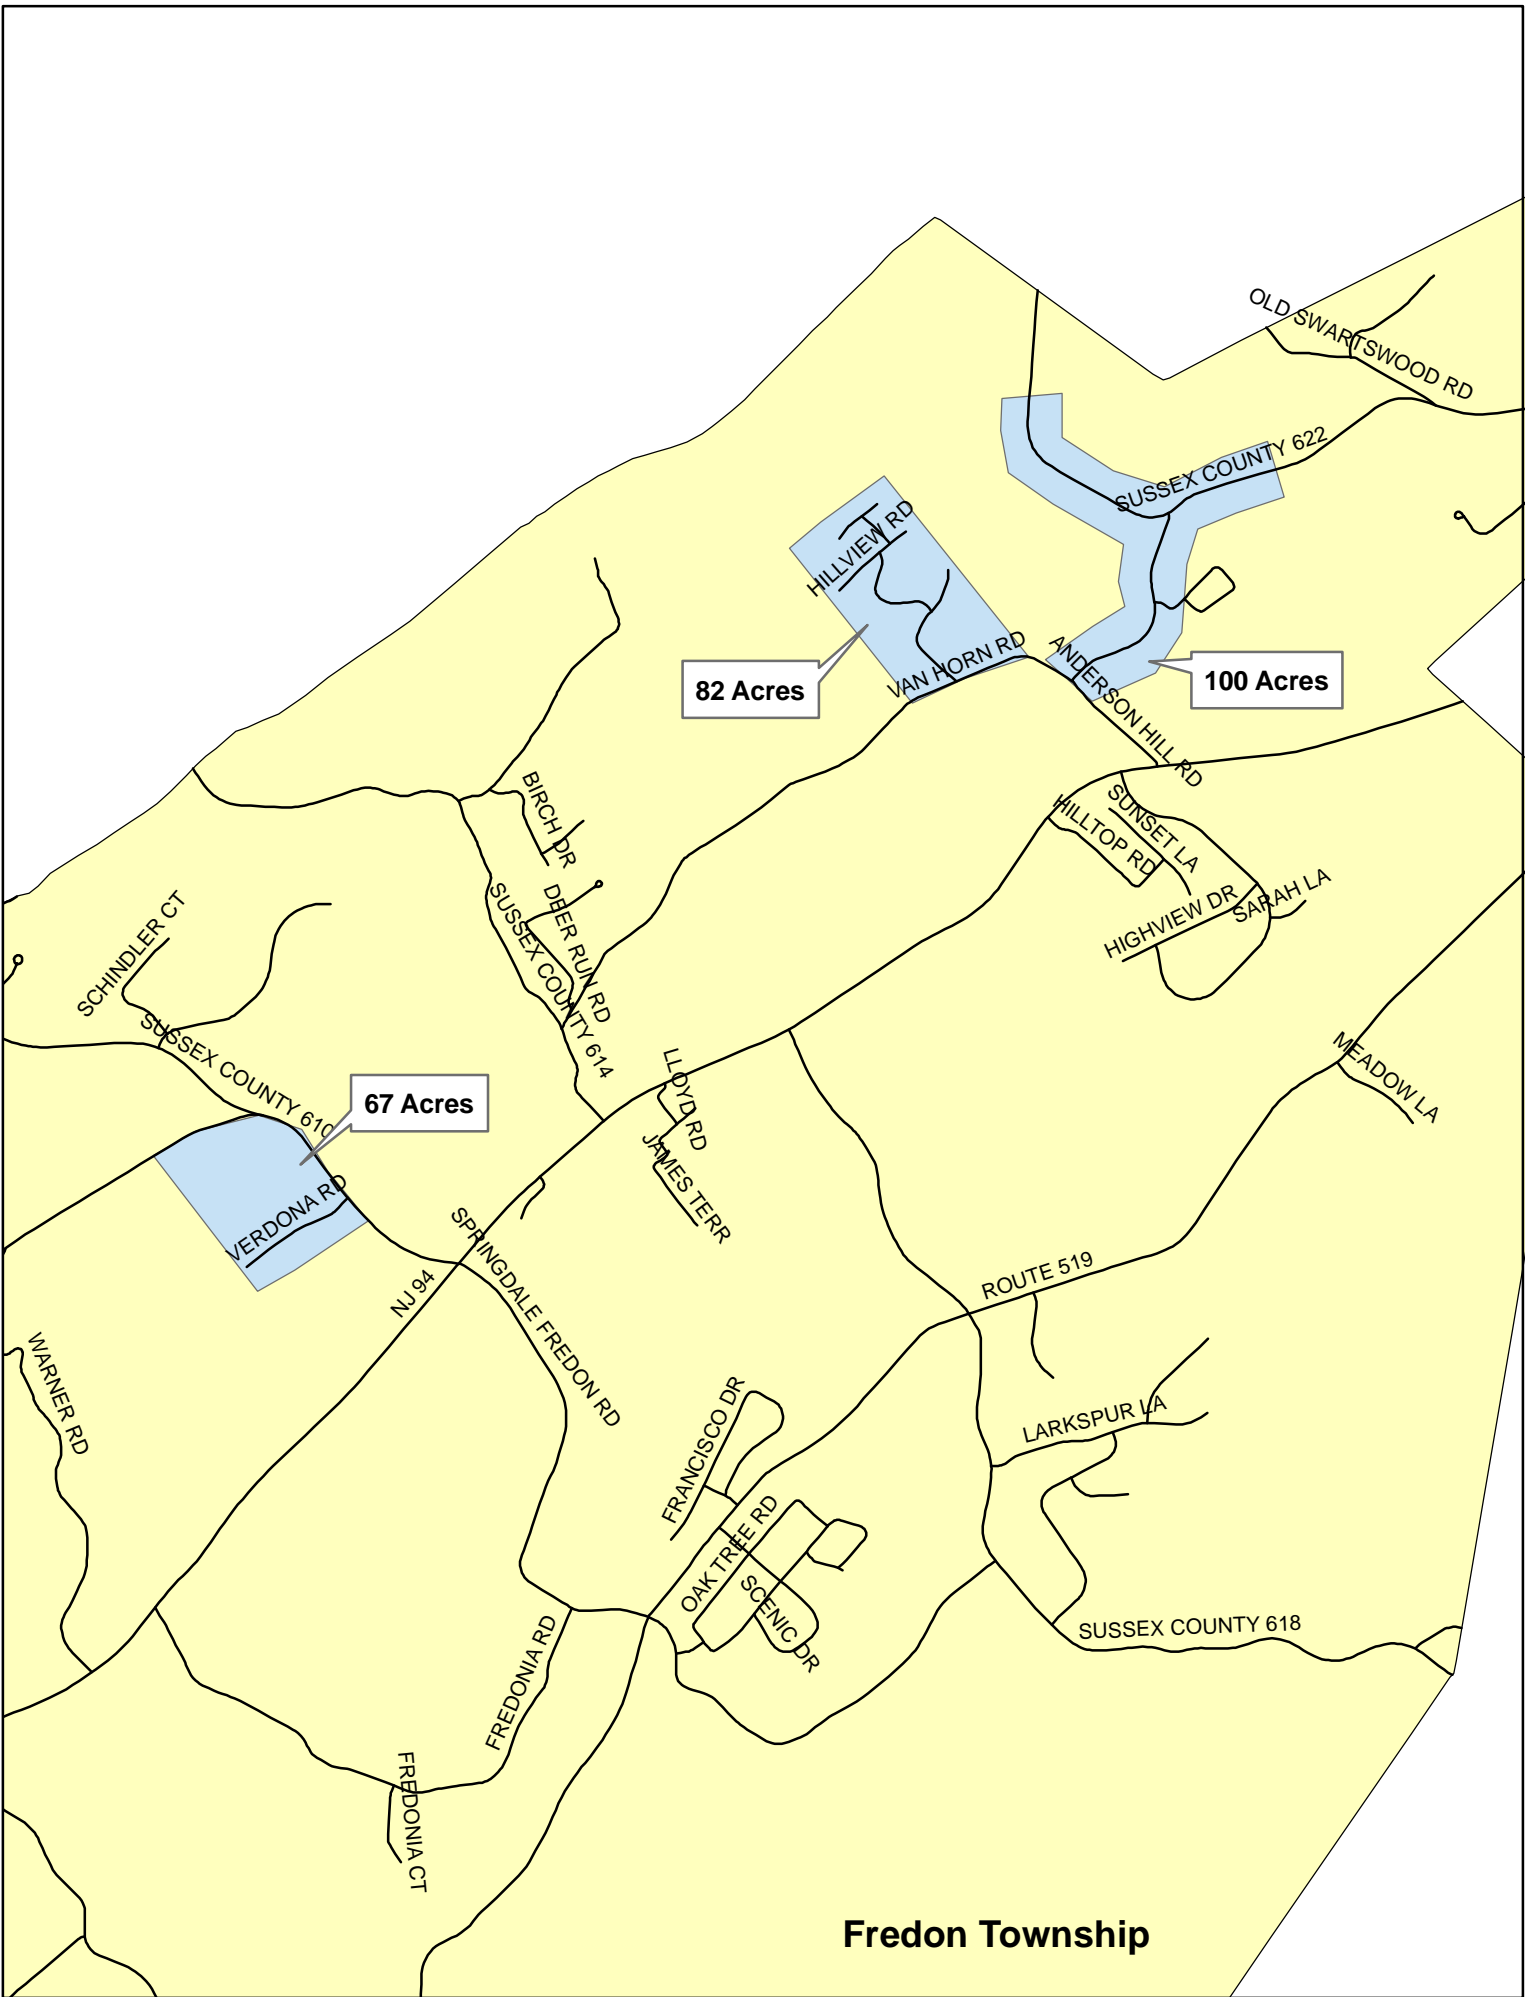 OLD SWARTSWOOD RD
SUSSEX COUNTY 622
HILLVIEW RD
VAN HORN RD
82 Acres
ANDERSON HILL RD
100 Acres
BIRCH DR
HILLTOP RD
SUNSET LA
HIGHVIEW DR
SARAH LA
SCHINDLER CT
SUSSEX COUNTY 614
DEER RUN RD
SUSSEX COUNTY 610
67 Acres
LLOYD RD
JAMES TERR
MEADOW LA
VERDONA RD
NJ 94
SPRINGDALE FREDON RD
ROUTE 519
WARNER RD
FRANCISCO DR
LARKSPUR LA
OAK TREE RD
SCENIC DR
SUSSEX COUNTY 618
FREDONIA RD
FREDONIA CT
Fredon Township